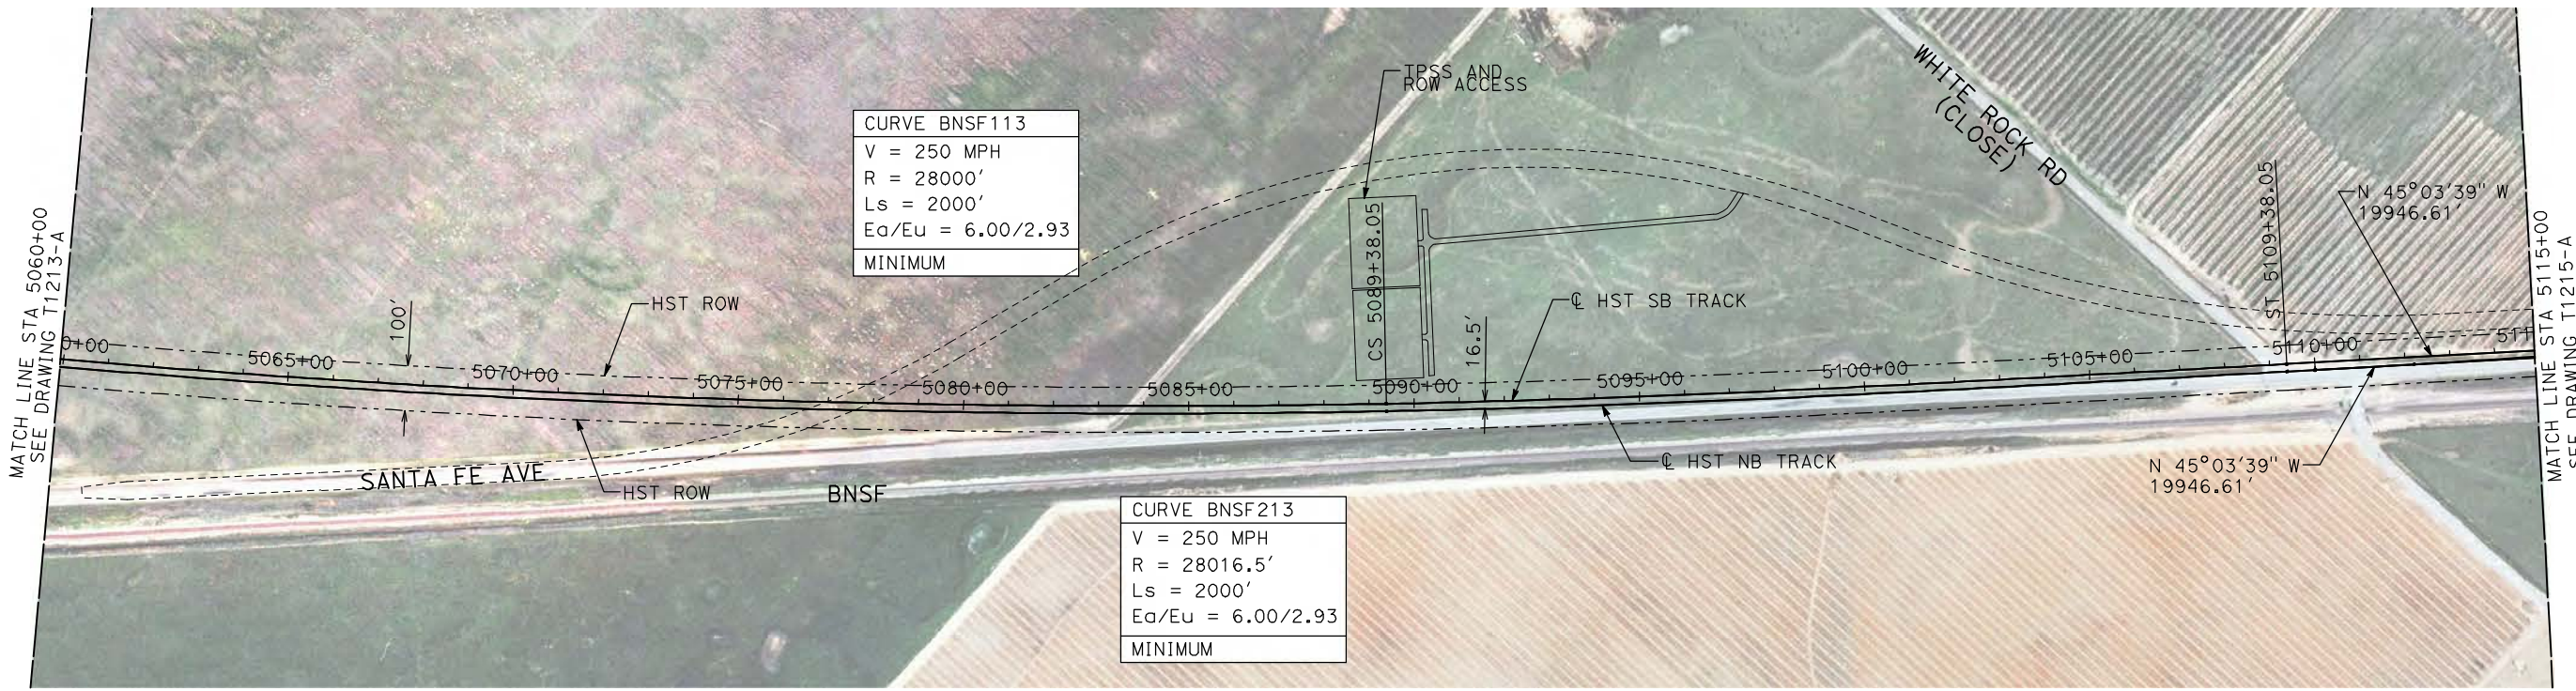 MATCH LINE STA 5060+00
SEE DRAWING T1213-A
CURVE BNSF113
V = 250 MPH
R = 28000'
Ls = 2000'
Ea/Eu = 6.00/2.93
MINIMUM
TPSS AND
ROW ACCESS
WHITE ROCK RD
(CLOSE)
N 45°03'39" W
19946.61'
ST 5109+38.05
CS 5089+38.05
100'
HST ROW
16.5'
℄ HST SB TRACK
0+00
5065+00
5070+00
5075+00
5080+00
5085+00
5090+00
5095+00
5100+00
5105+00
5110+00
511
SANTA FE AVE
HST ROW
BNSF
℄ HST NB TRACK
N 45°03'39" W
19946.61'
CURVE BNSF213
V = 250 MPH
R = 28016.5'
Ls = 2000'
Ea/Eu = 6.00/2.93
MINIMUM
MATCH LINE STA 5115+00
SEE DRAWING T1215-A